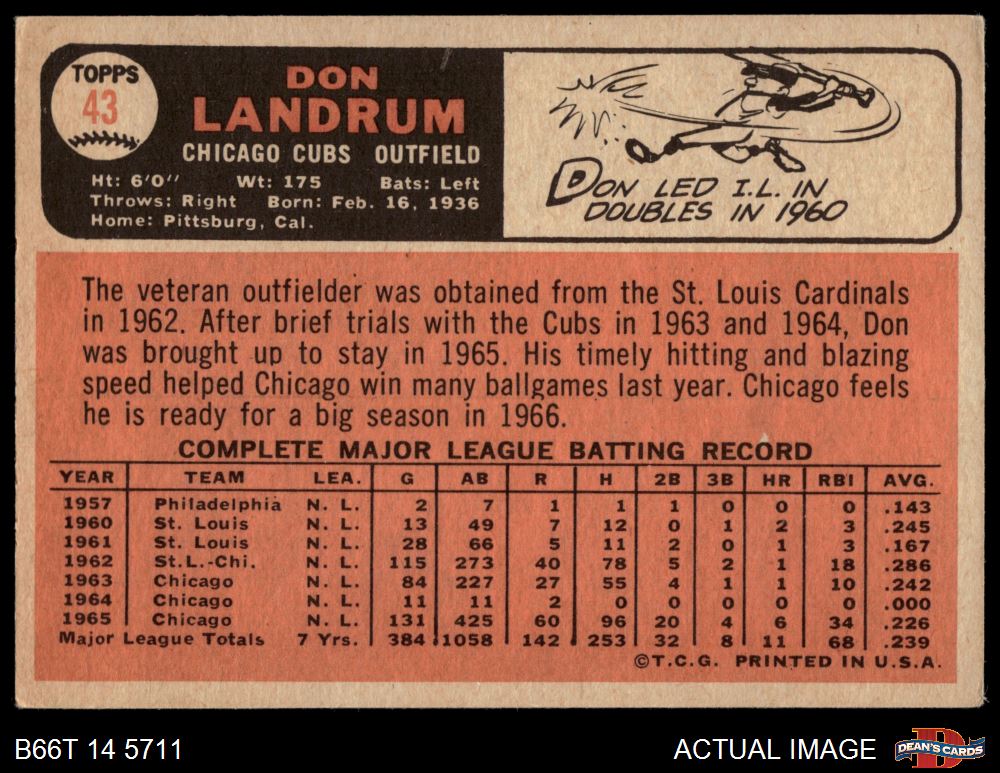 TOPPS
43
DON
LANDRUM
CHICAGO CUBS OUTFIELD
Ht: 6'0" Wt: 175 Bats: Left
Throws: Right Born: Feb. 16, 1936
Home: Pittsburg, Cal.
DON LED I.L. IN
DOUBLES IN 1960
The veteran outfielder was obtained from the St. Louis Cardinals
in 1962. After brief trials with the Cubs in 1963 and 1964, Don
was brought up to stay in 1965. His timely hitting and blazing
speed helped Chicago win many ballgames last year. Chicago feels
he is ready for a big season in 1966.
COMPLETE MAJOR LEAGUE BATTING RECORD
YEAR TEAM LEA. G AB R H 2B 3B HR RBI AVG.
1957 Philadelphia N. L. 2 7 1 1 1 0 0 0 .143
1960 St. Louis N. L. 13 49 7 12 0 1 2 3 .245
1961 St. Louis N. L. 28 66 5 11 2 0 1 3 .167
1962 St.L.-Chi. N. L. 115 273 40 78 5 2 1 18 .286
1963 Chicago N. L. 84 227 27 55 4 1 1 10 .242
1964 Chicago N. L. 11 11 2 0 0 0 0 0 .000
1965 Chicago N. L. 131 425 60 96 20 4 6 34 .226
Major League Totals 7 Yrs. 384 1058 142 253 32 8 11 68 .239
©T.C.G. PRINTED IN U.S.A.
B66T 14 5711 ACTUAL IMAGE DEAN'S CARDS